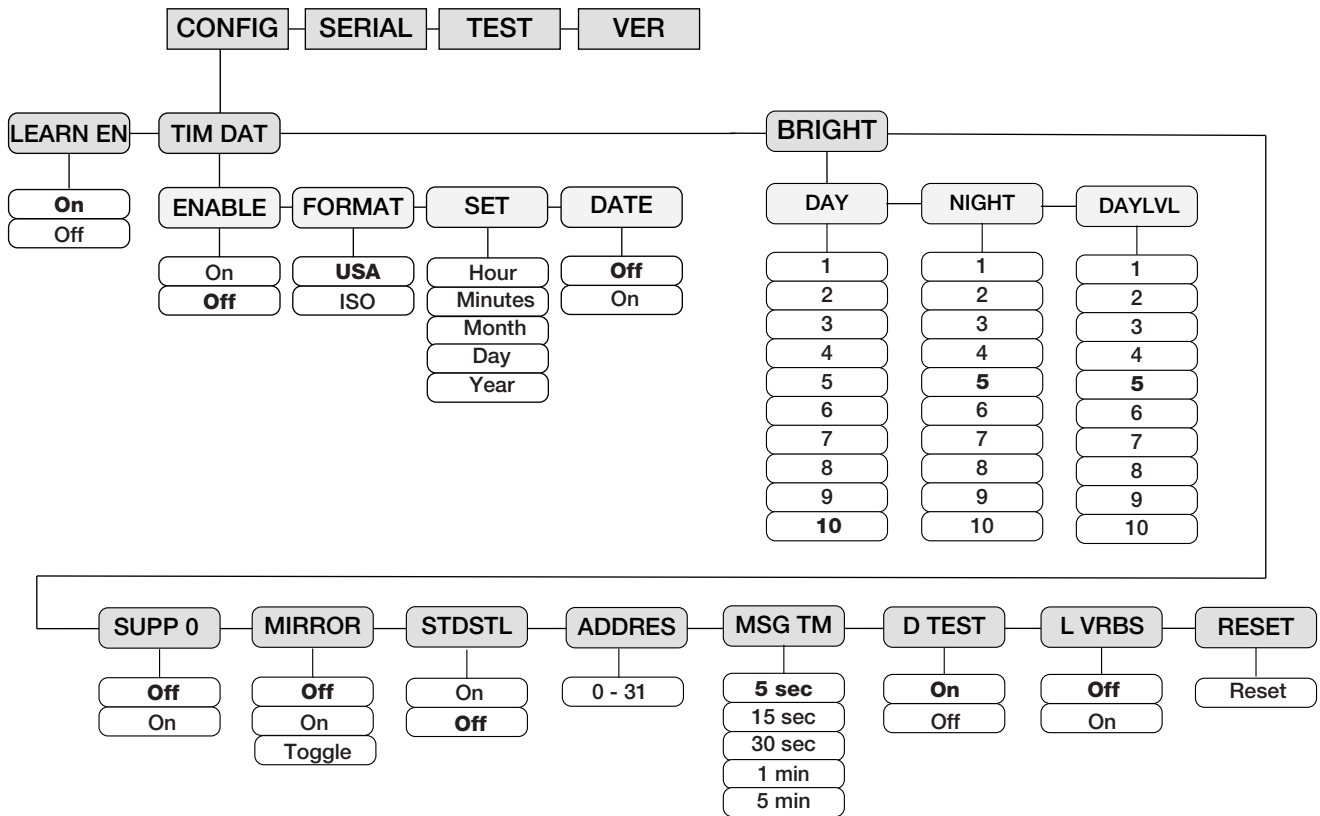 CONFIG SERIAL TEST VER
LEARN EN TIM DAT BRIGHT
On
Off
ENABLE FORMAT SET DATE
On
Off
USA
ISO
Hour
Minutes
Month
Day
Year
Off
On
DAY NIGHT DAYLVL
1 1 1
2 2 2
3 3 3
4 4 4
5 5 5
6 6 6
7 7 7
8 8 8
9 9 9
10 10 10
SUPP 0 MIRROR STDSTL ADDRES MSG TM D TEST L VRBS RESET
Off
On
Off
On
Toggle
On
Off
0 - 31
5 sec
15 sec
30 sec
1 min
5 min
On
Off
Off
On
Reset